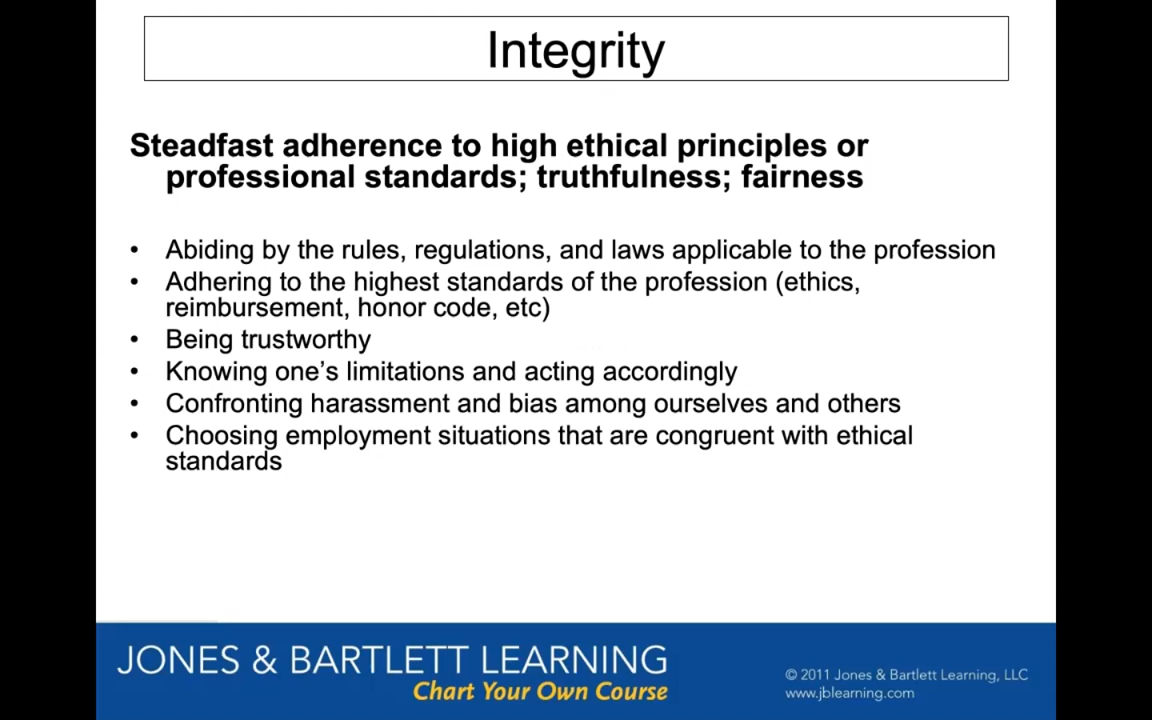 Integrity
Steadfast adherence to high ethical principles or
professional standards; truthfulness; fairness
• Abiding by the rules, regulations, and laws applicable to the profession
• Adhering to the highest standards of the profession (ethics,
reimbursement, honor code, etc)
• Being trustworthy
• Knowing one’s limitations and acting accordingly
• Confronting harassment and bias among ourselves and others
• Choosing employment situations that are congruent with ethical
standards
JONES & BARTLETT LEARNING
Chart Your Own Course
© 2011 Jones & Bartlett Learning, LLC
www.jblearning.com